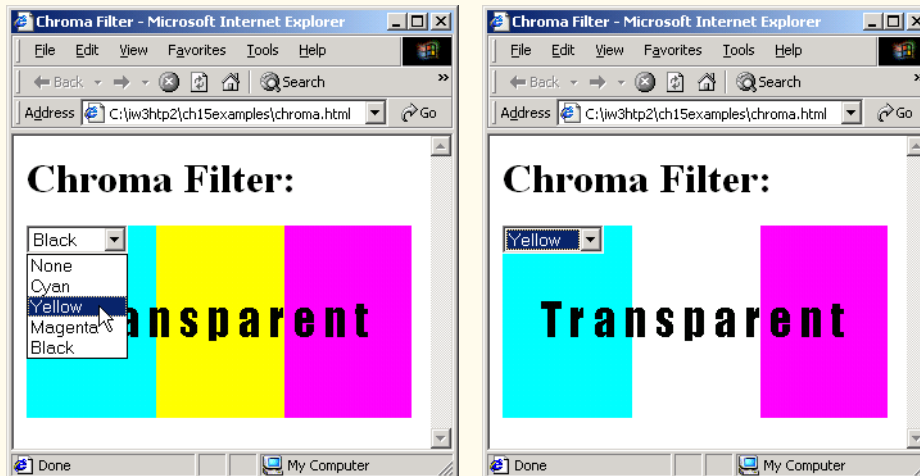 Chroma Filter - Microsoft Internet Explorer
File Edit View Favorites Tools Help
Back Search »
Address C:\iw3htp2\ch15examples\chroma.html Go
Chroma Filter:
Black
None
Cyan
Yellow
Magenta
Black
ansparent
Done My Computer
Chroma Filter - Microsoft Internet Explorer
File Edit View Favorites Tools Help
Back Search »
Address C:\iw3htp2\ch15examples\chroma.html Go
Chroma Filter:
Yellow
Transparent
Done My Computer